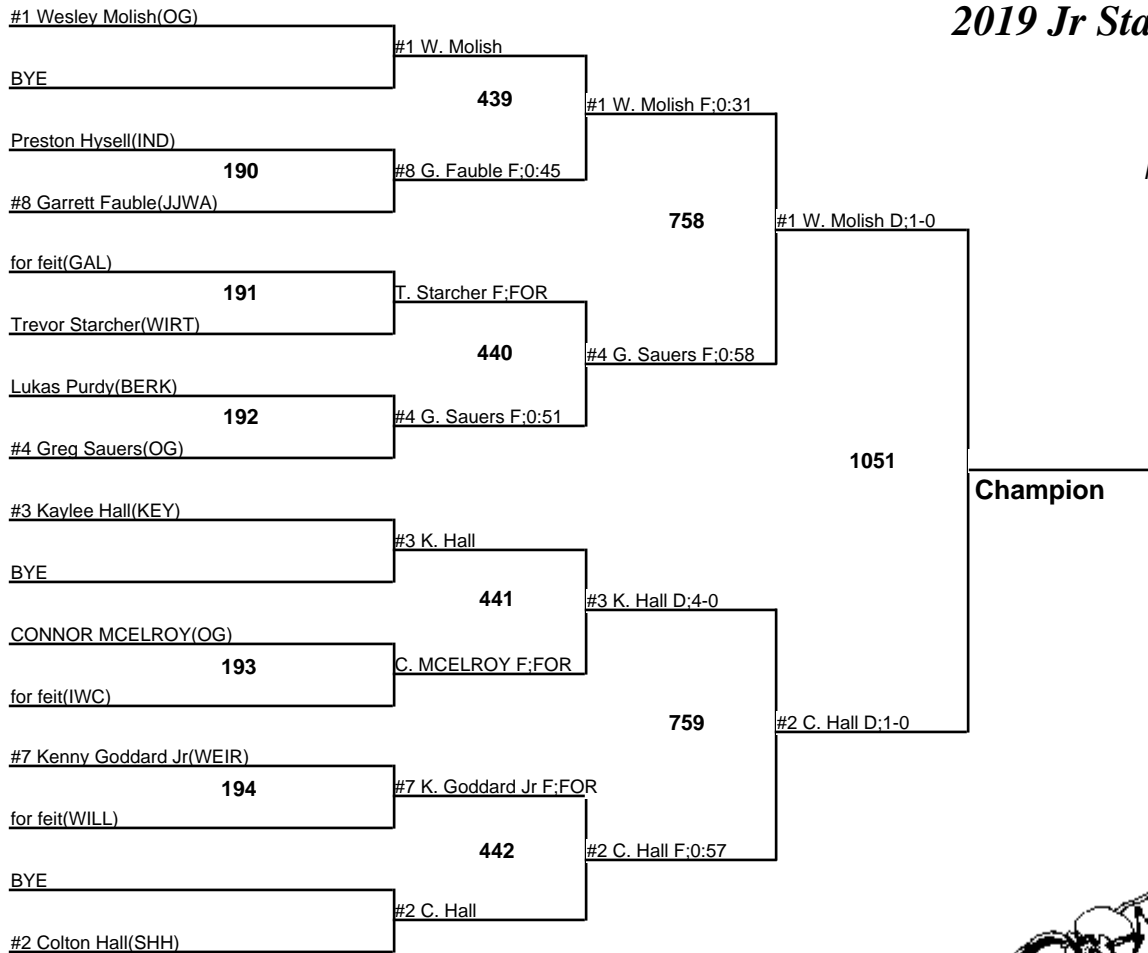 #1 Wesley Molish(OG)
2019 Jr Sta
#1 W. Molish
BYE
439
#1 W. Molish F;0:31
Preston Hysell(IND)
190
#8 G. Fauble F;0:45
#8 Garrett Fauble(JJWA)
758
#1 W. Molish D;1-0
for feit(GAL)
191
T. Starcher F;FOR
Trevor Starcher(WIRT)
440
#4 G. Sauers F;0:58
Lukas Purdy(BERK)
192
#4 G. Sauers F;0:51
#4 Greg Sauers(OG)
1051
Champion
#3 Kaylee Hall(KEY)
#3 K. Hall
BYE
441
#3 K. Hall D;4-0
CONNOR MCELROY(OG)
193
C. MCELROY F;FOR
for feit(IWC)
759
#2 C. Hall D;1-0
#7 Kenny Goddard Jr(WEIR)
194
#7 K. Goddard Jr F;FOR
for feit(WILL)
442
#2 C. Hall F;0:57
BYE
#2 C. Hall
#2 Colton Hall(SHH)